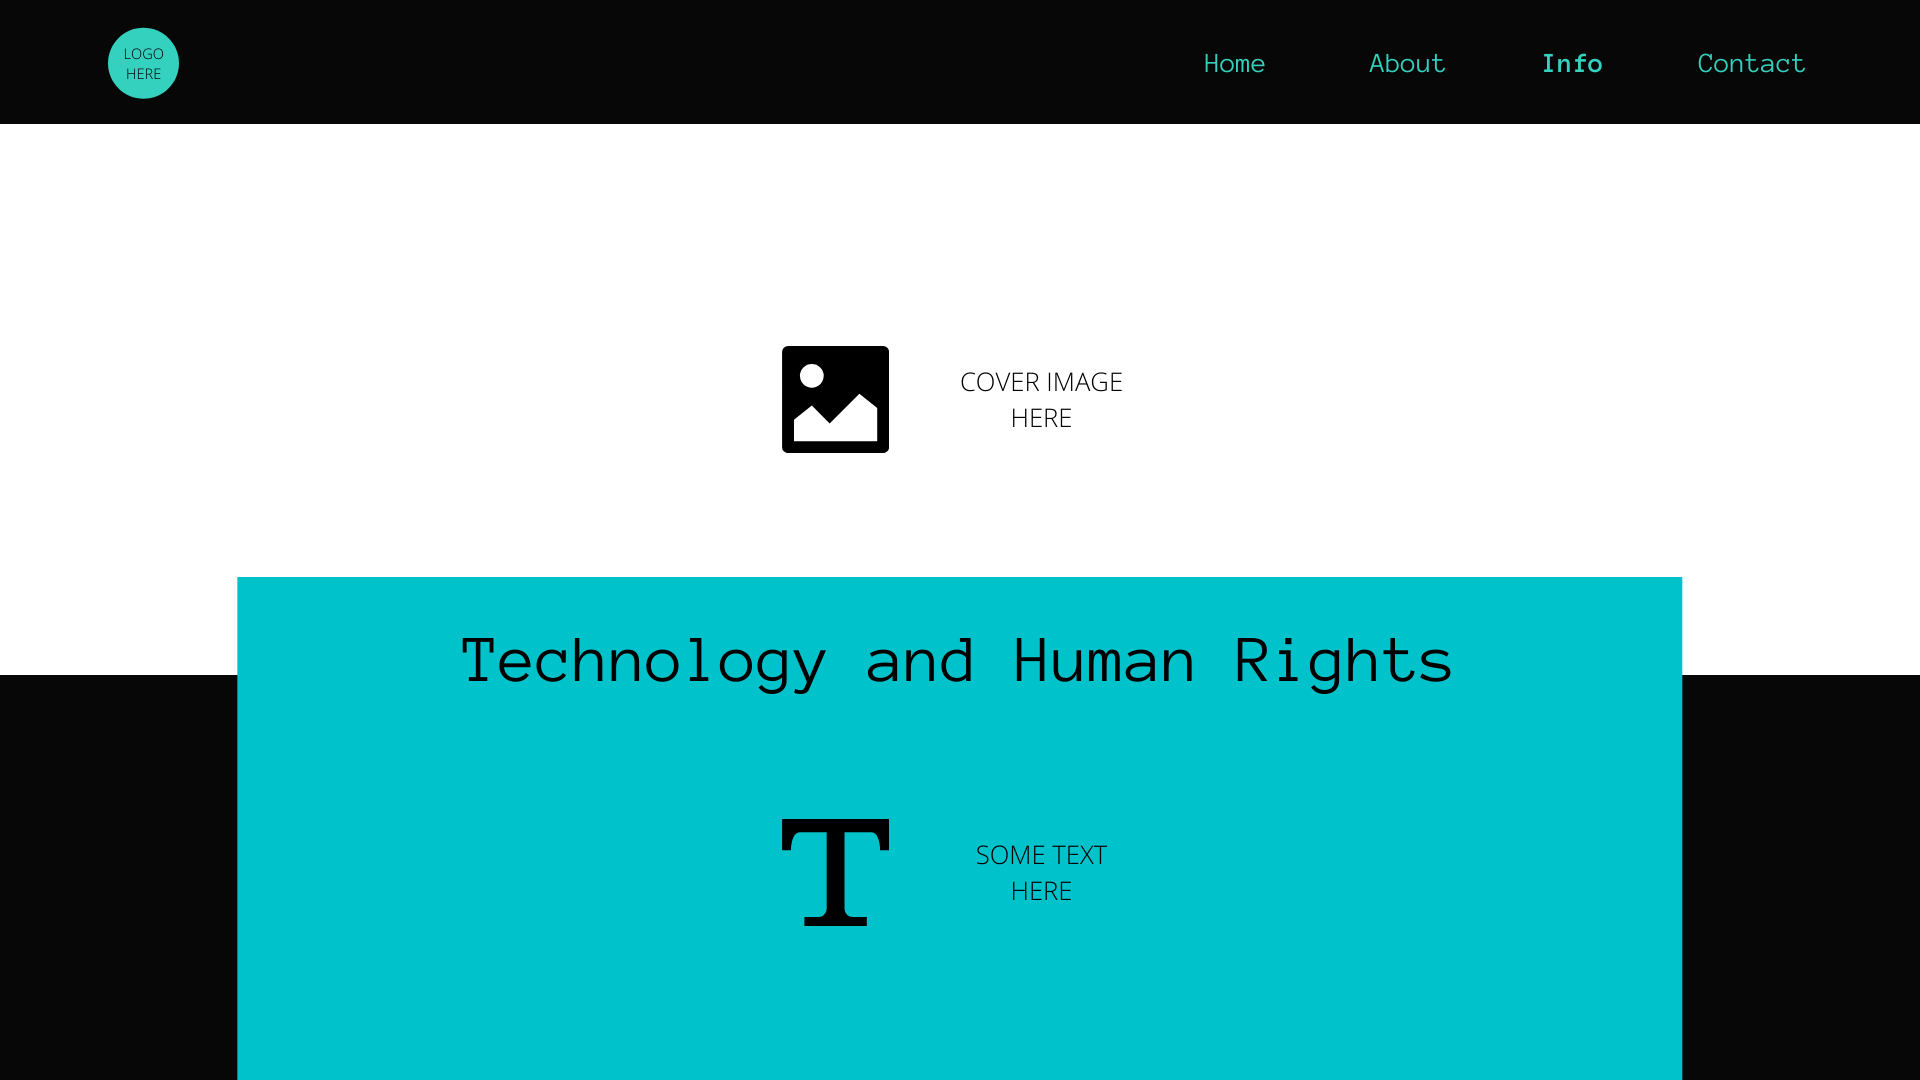 LOGO
HERE
Home About Info Contact
COVER IMAGE
HERE
Technology and Human Rights
SOME TEXT
HERE